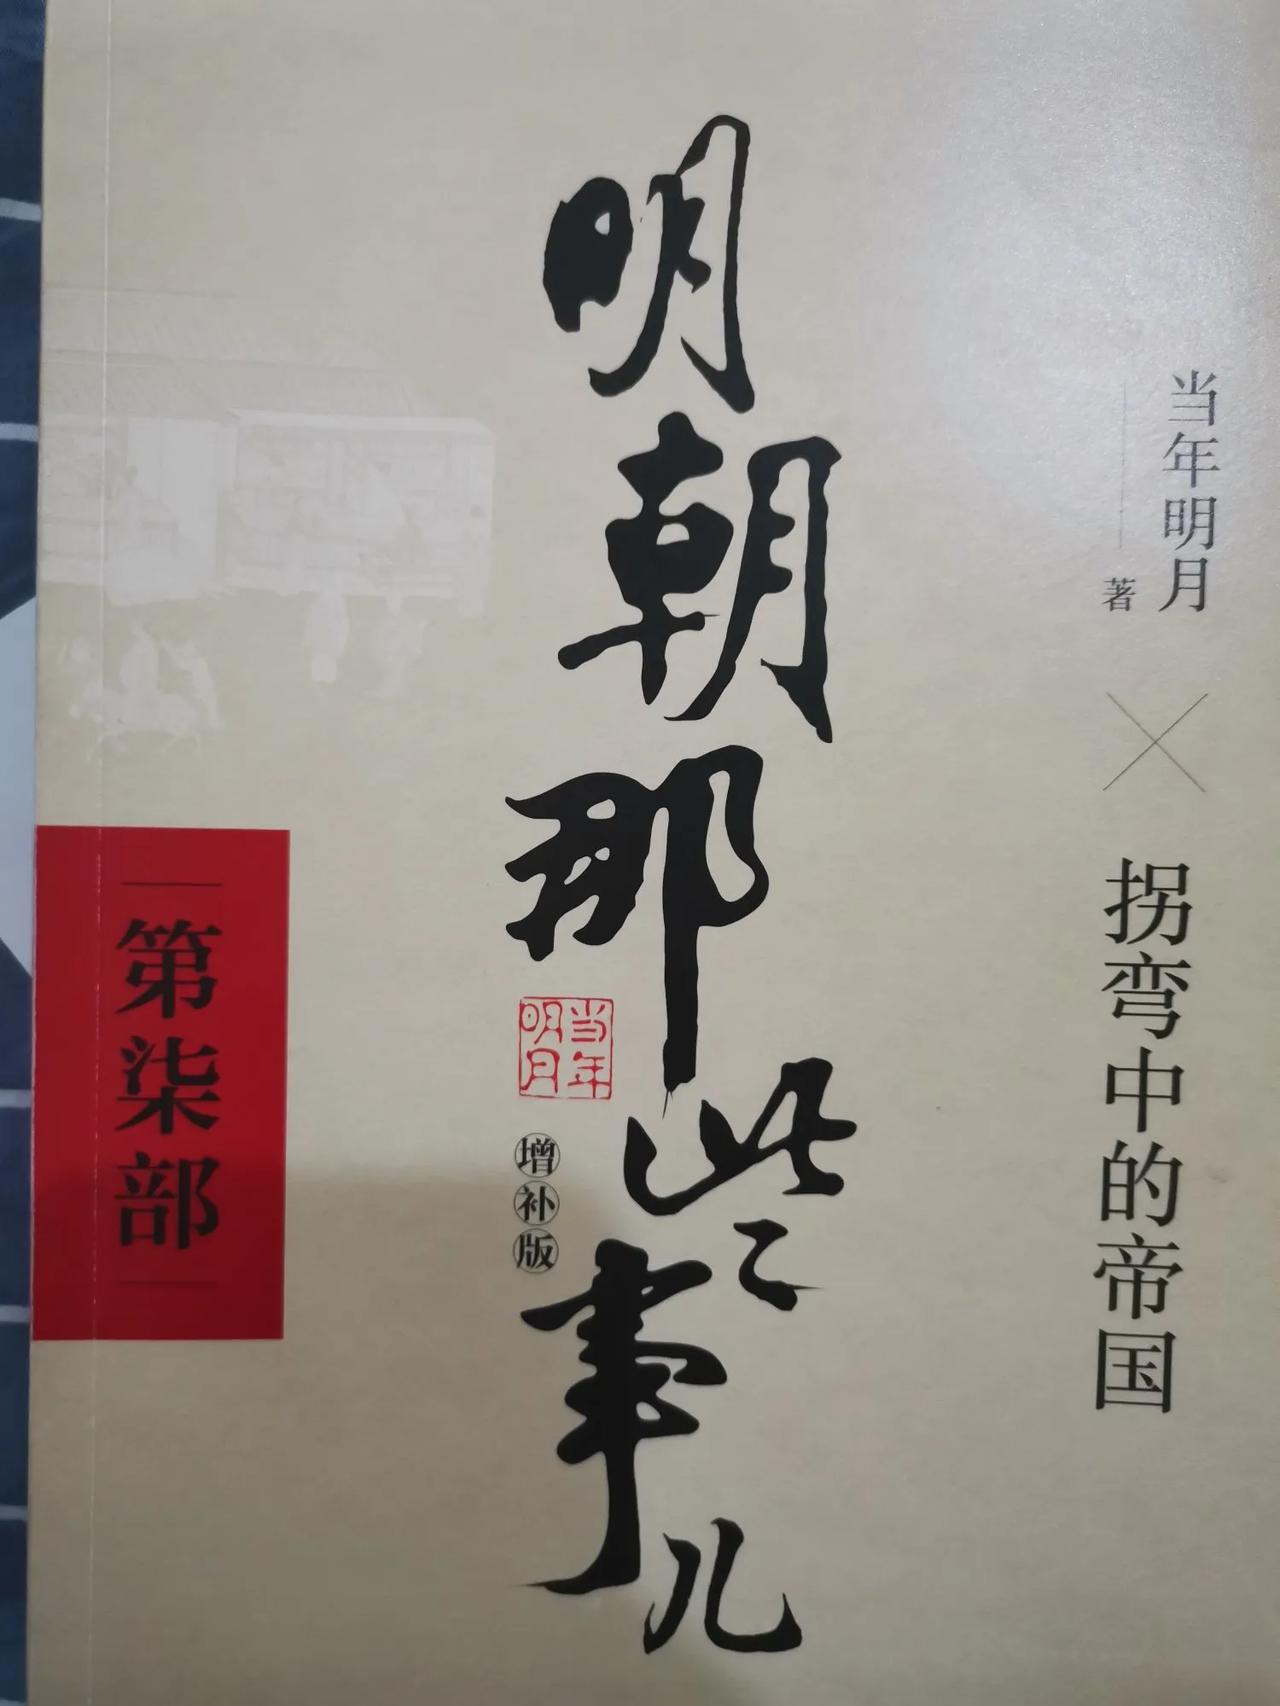 明朝那些事儿
当年明月
增补版
当年明月
著
拐弯中的帝国
第柒部